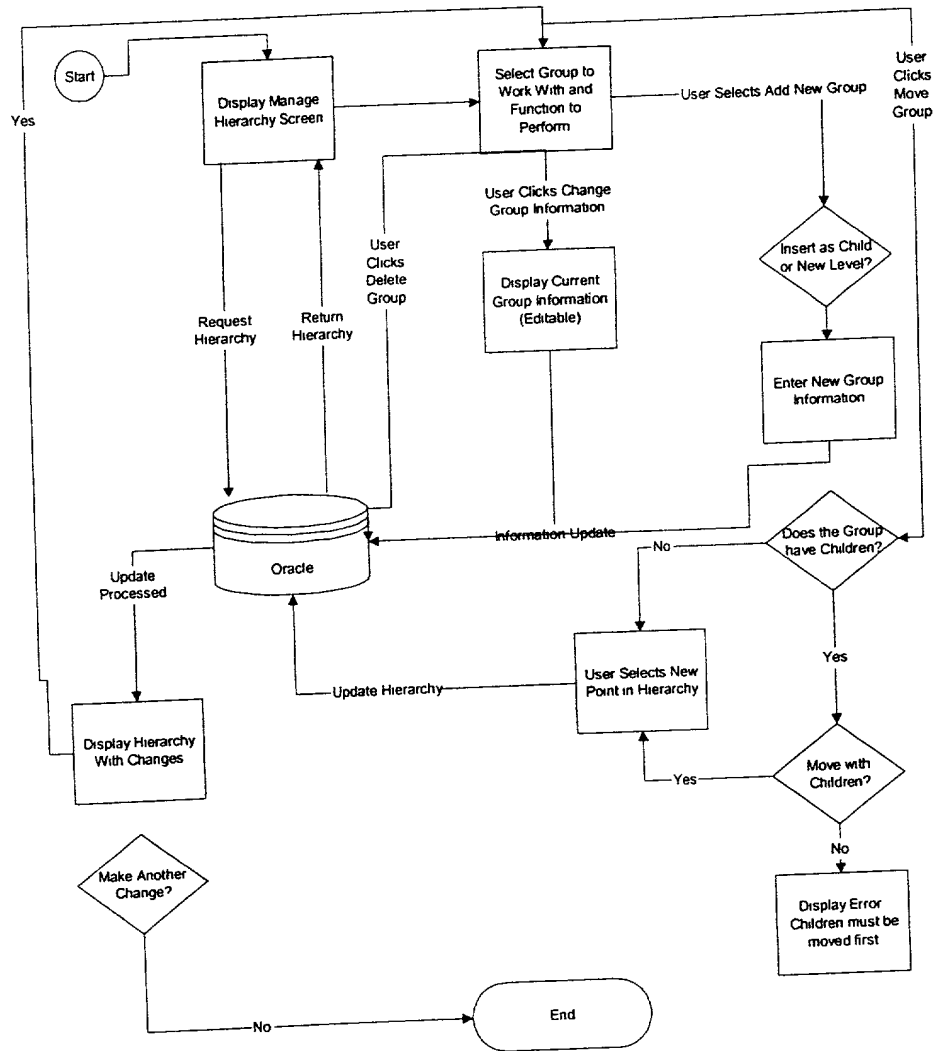 Start
Yes
Display Manage
Hierarchy Screen
Select Group to
Work With and
Function to
Perform
User Selects Add New Group
User
Clicks
Move
Group
User Clicks Change
Group Information
User
Clicks
Delete
Group
Insert as Child
or New Level?
Display Current
Group Information
(Editable)
Request
Hierarchy
Return
Hierarchy
Enter New Group
Information
Information Update
Does the Group
have Children?
No
Oracle
Update
Processed
Yes
User Selects New
Point in Hierarchy
Update Hierarchy
Display Hierarchy
With Changes
Move with
Children?
Yes
No
Make Another
Change?
Display Error
Children must be
moved first
No
End